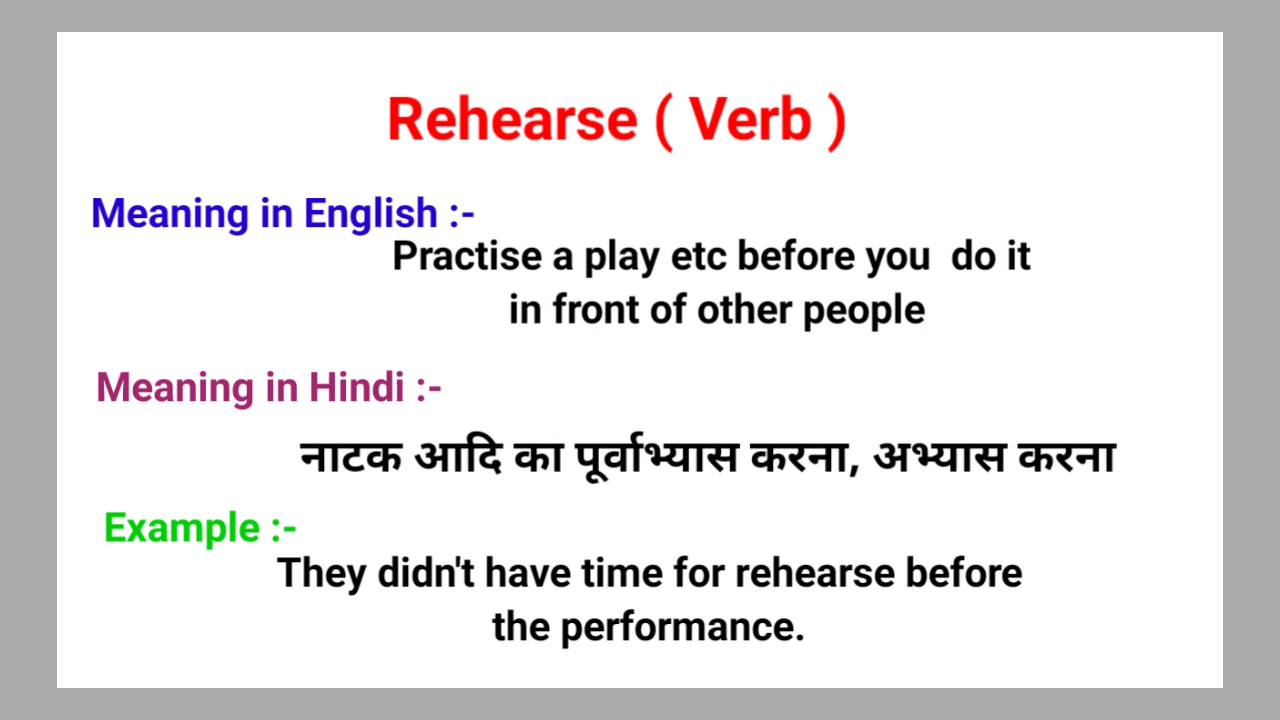 Rehearse ( Verb )
Meaning in English :-
Practise a play etc before you  do it
in front of other people
Meaning in Hindi :-
नाटक आदि का पूर्वाभ्यास करना, अभ्यास करना
Example :-
They didn't have time for rehearse before
the performance.